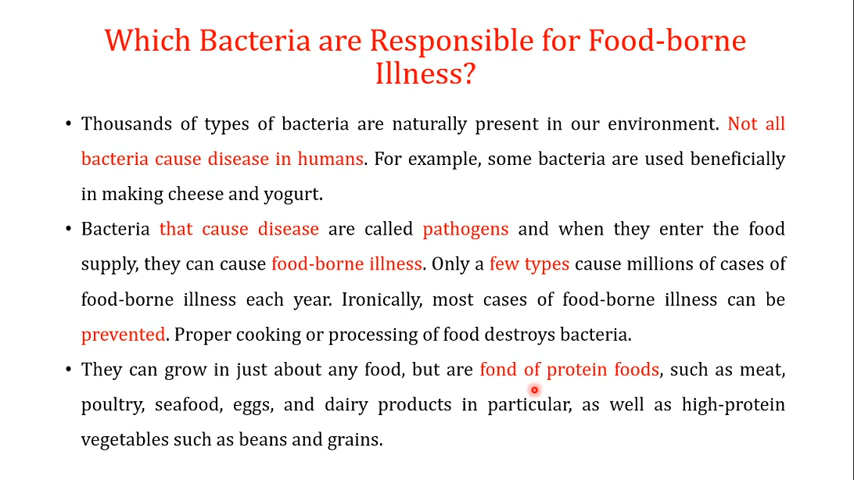 Which Bacteria are Responsible for Food-borne
Illness?
• Thousands of types of bacteria are naturally present in our environment. Not all
bacteria cause disease in humans. For example, some bacteria are used beneficially
in making cheese and yogurt.
• Bacteria that cause disease are called pathogens and when they enter the food
supply, they can cause food-borne illness. Only a few types cause millions of cases of
food-borne illness each year. Ironically, most cases of food-borne illness can be
prevented. Proper cooking or processing of food destroys bacteria.
• They can grow in just about any food, but are fond of protein foods, such as meat,
poultry, seafood, eggs, and dairy products in particular, as well as high-protein
vegetables such as beans and grains.